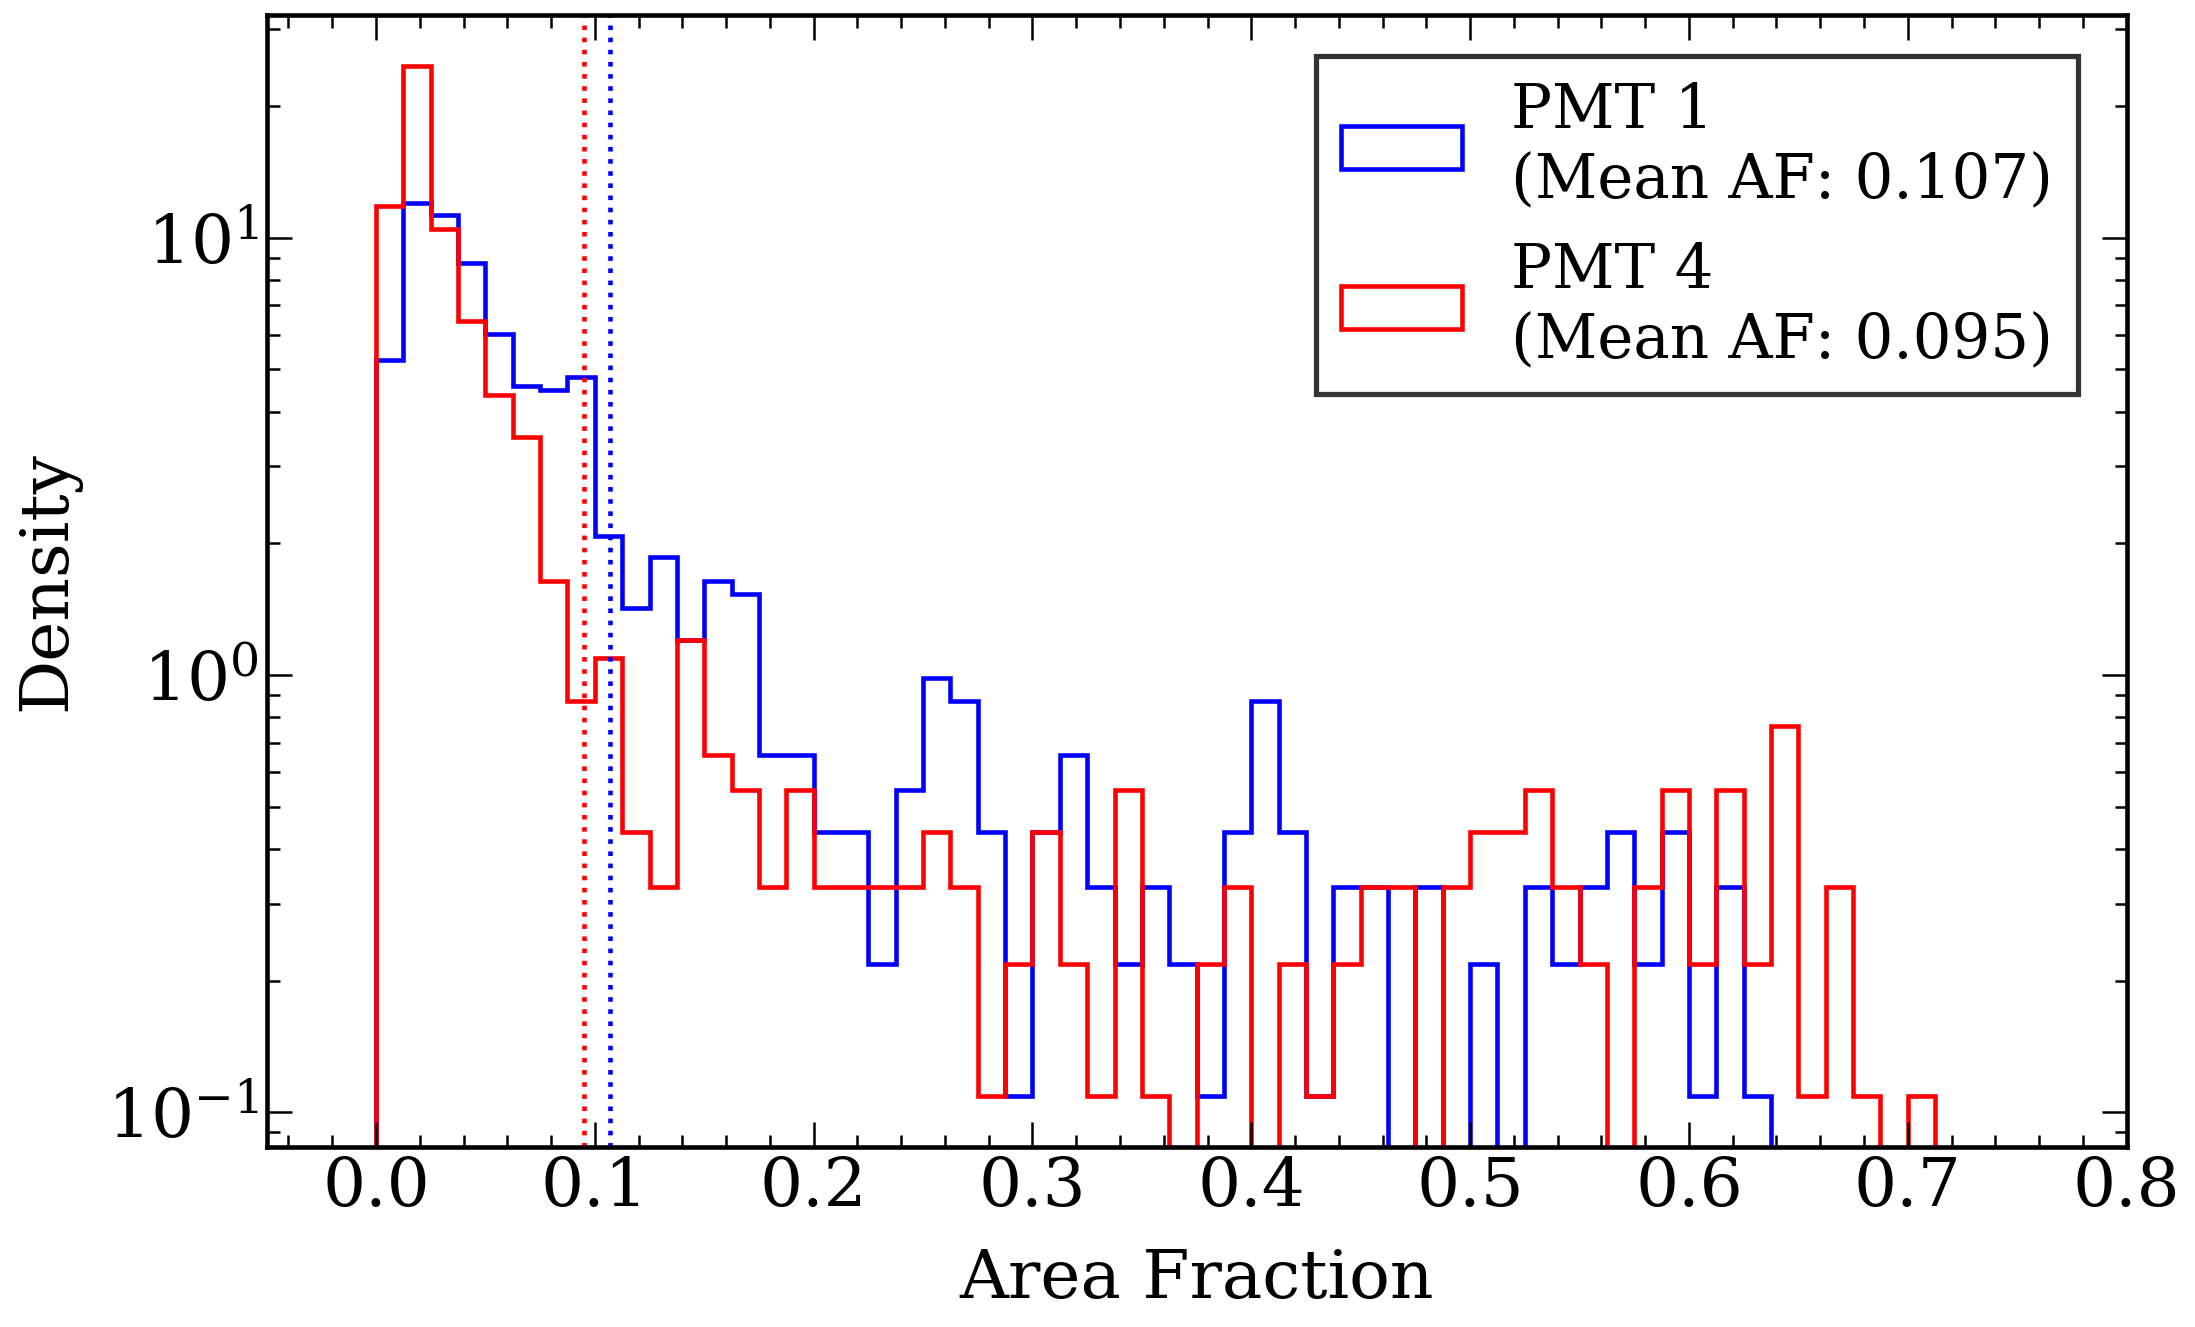 PMT 1
(Mean AF: 0.107)
PMT 4
(Mean AF: 0.095)
10¹
10⁰
10⁻¹
Density
0.0 0.1 0.2 0.3 0.4 0.5 0.6 0.7 0.8
Area Fraction